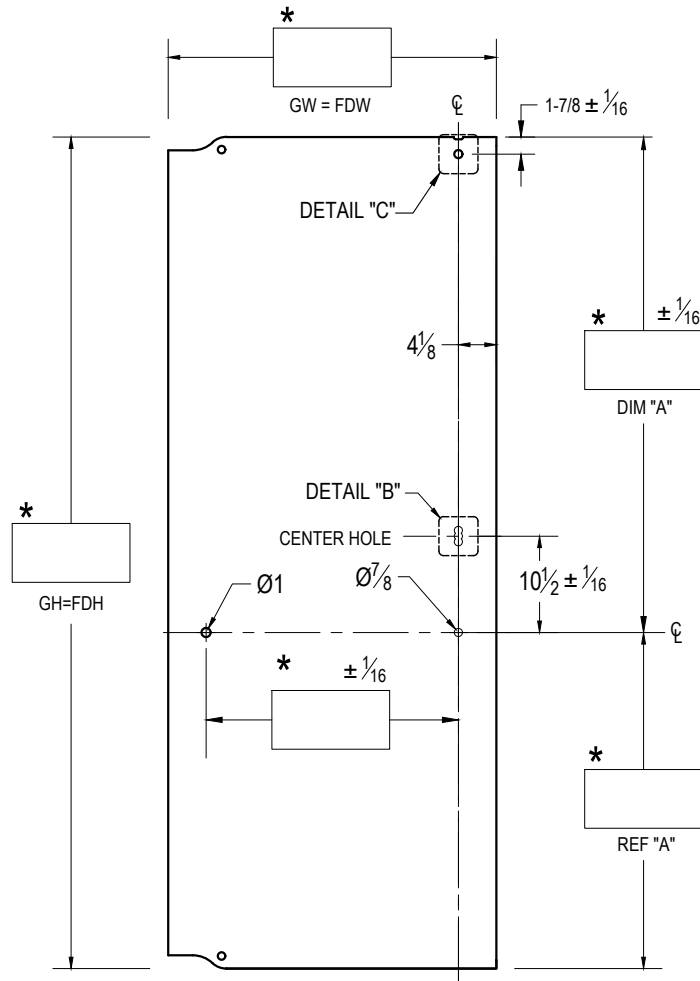 *
GW = FDW
℄
1-7/8 ± 1/16
DETAIL "C"
* ± 1/16
4 1/8
DIM "A"
DETAIL "B"
*
CENTER HOLE
10 1/2 ± 1/16
Ø1
Ø7/8
GH=FDH
℄
* ± 1/16
*
REF "A"